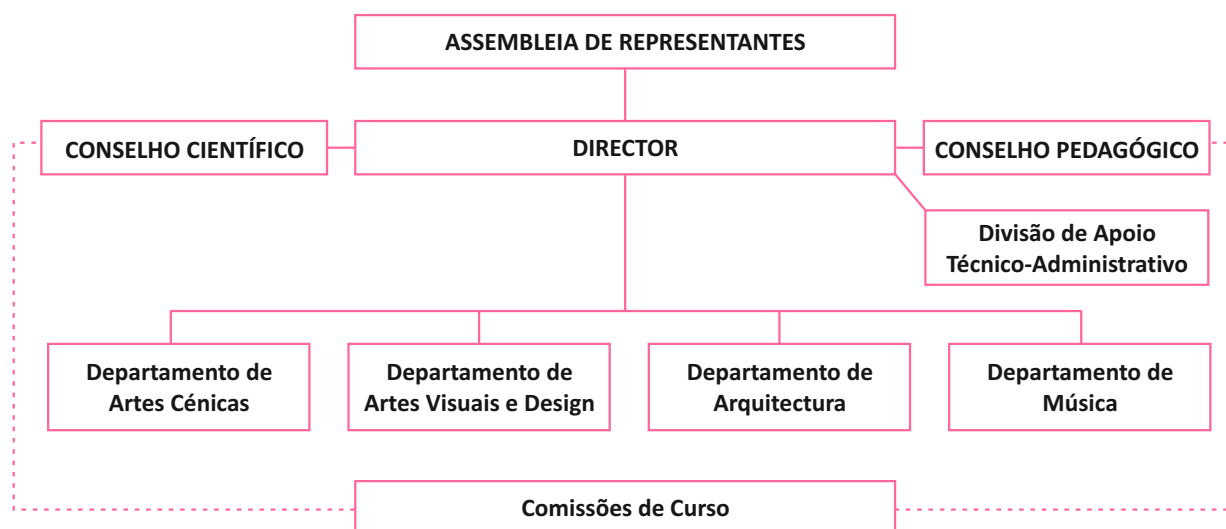 ASSEMBLEIA DE REPRESENTANTES
CONSELHO CIENTÍFICO
DIRECTOR
CONSELHO PEDAGÓGICO
Divisão de Apoio
Técnico-Administrativo
Departamento de
Artes Cénicas
Departamento de
Artes Visuais e Design
Departamento de
Arquitectura
Departamento de
Música
Comissões de Curso